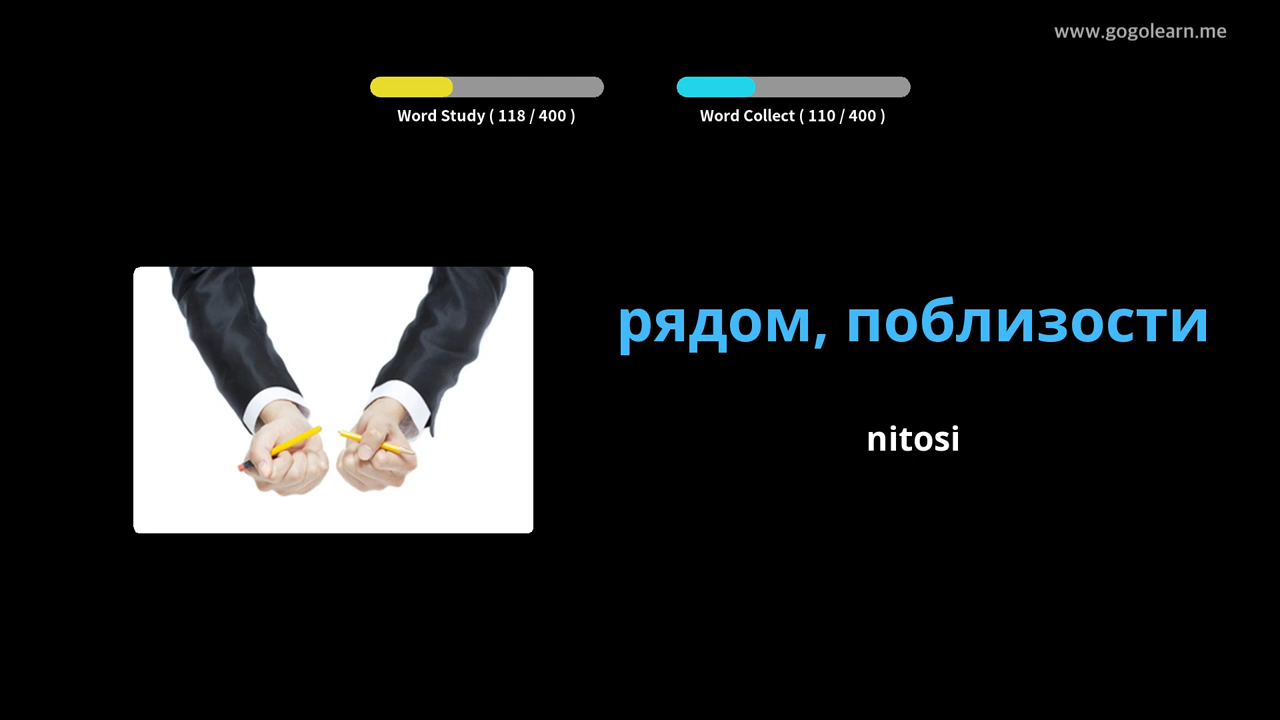 www.gogolearn.me
Word Study ( 118 / 400 )
Word Collect ( 110 / 400 )
рядом, поблизости
nitosi